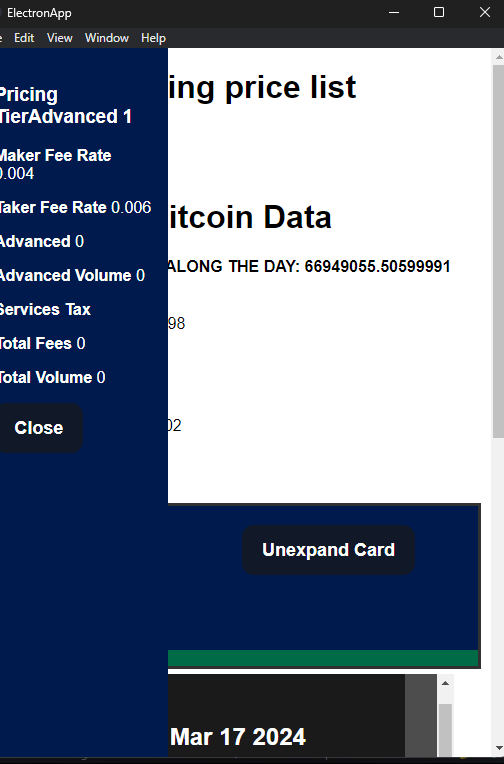 ElectronApp
Edit View Window Help
ing price list
Pricing
TierAdvanced 1
Maker Fee Rate
0.004
Taker Fee Rate 0.006
Advanced 0
Advanced Volume 0
Services Tax
Total Fees 0
Total Volume 0
Close
itcoin Data
ALONG THE DAY: 66949055.50599991
98
02
Unexpand Card
Mar 17 2024